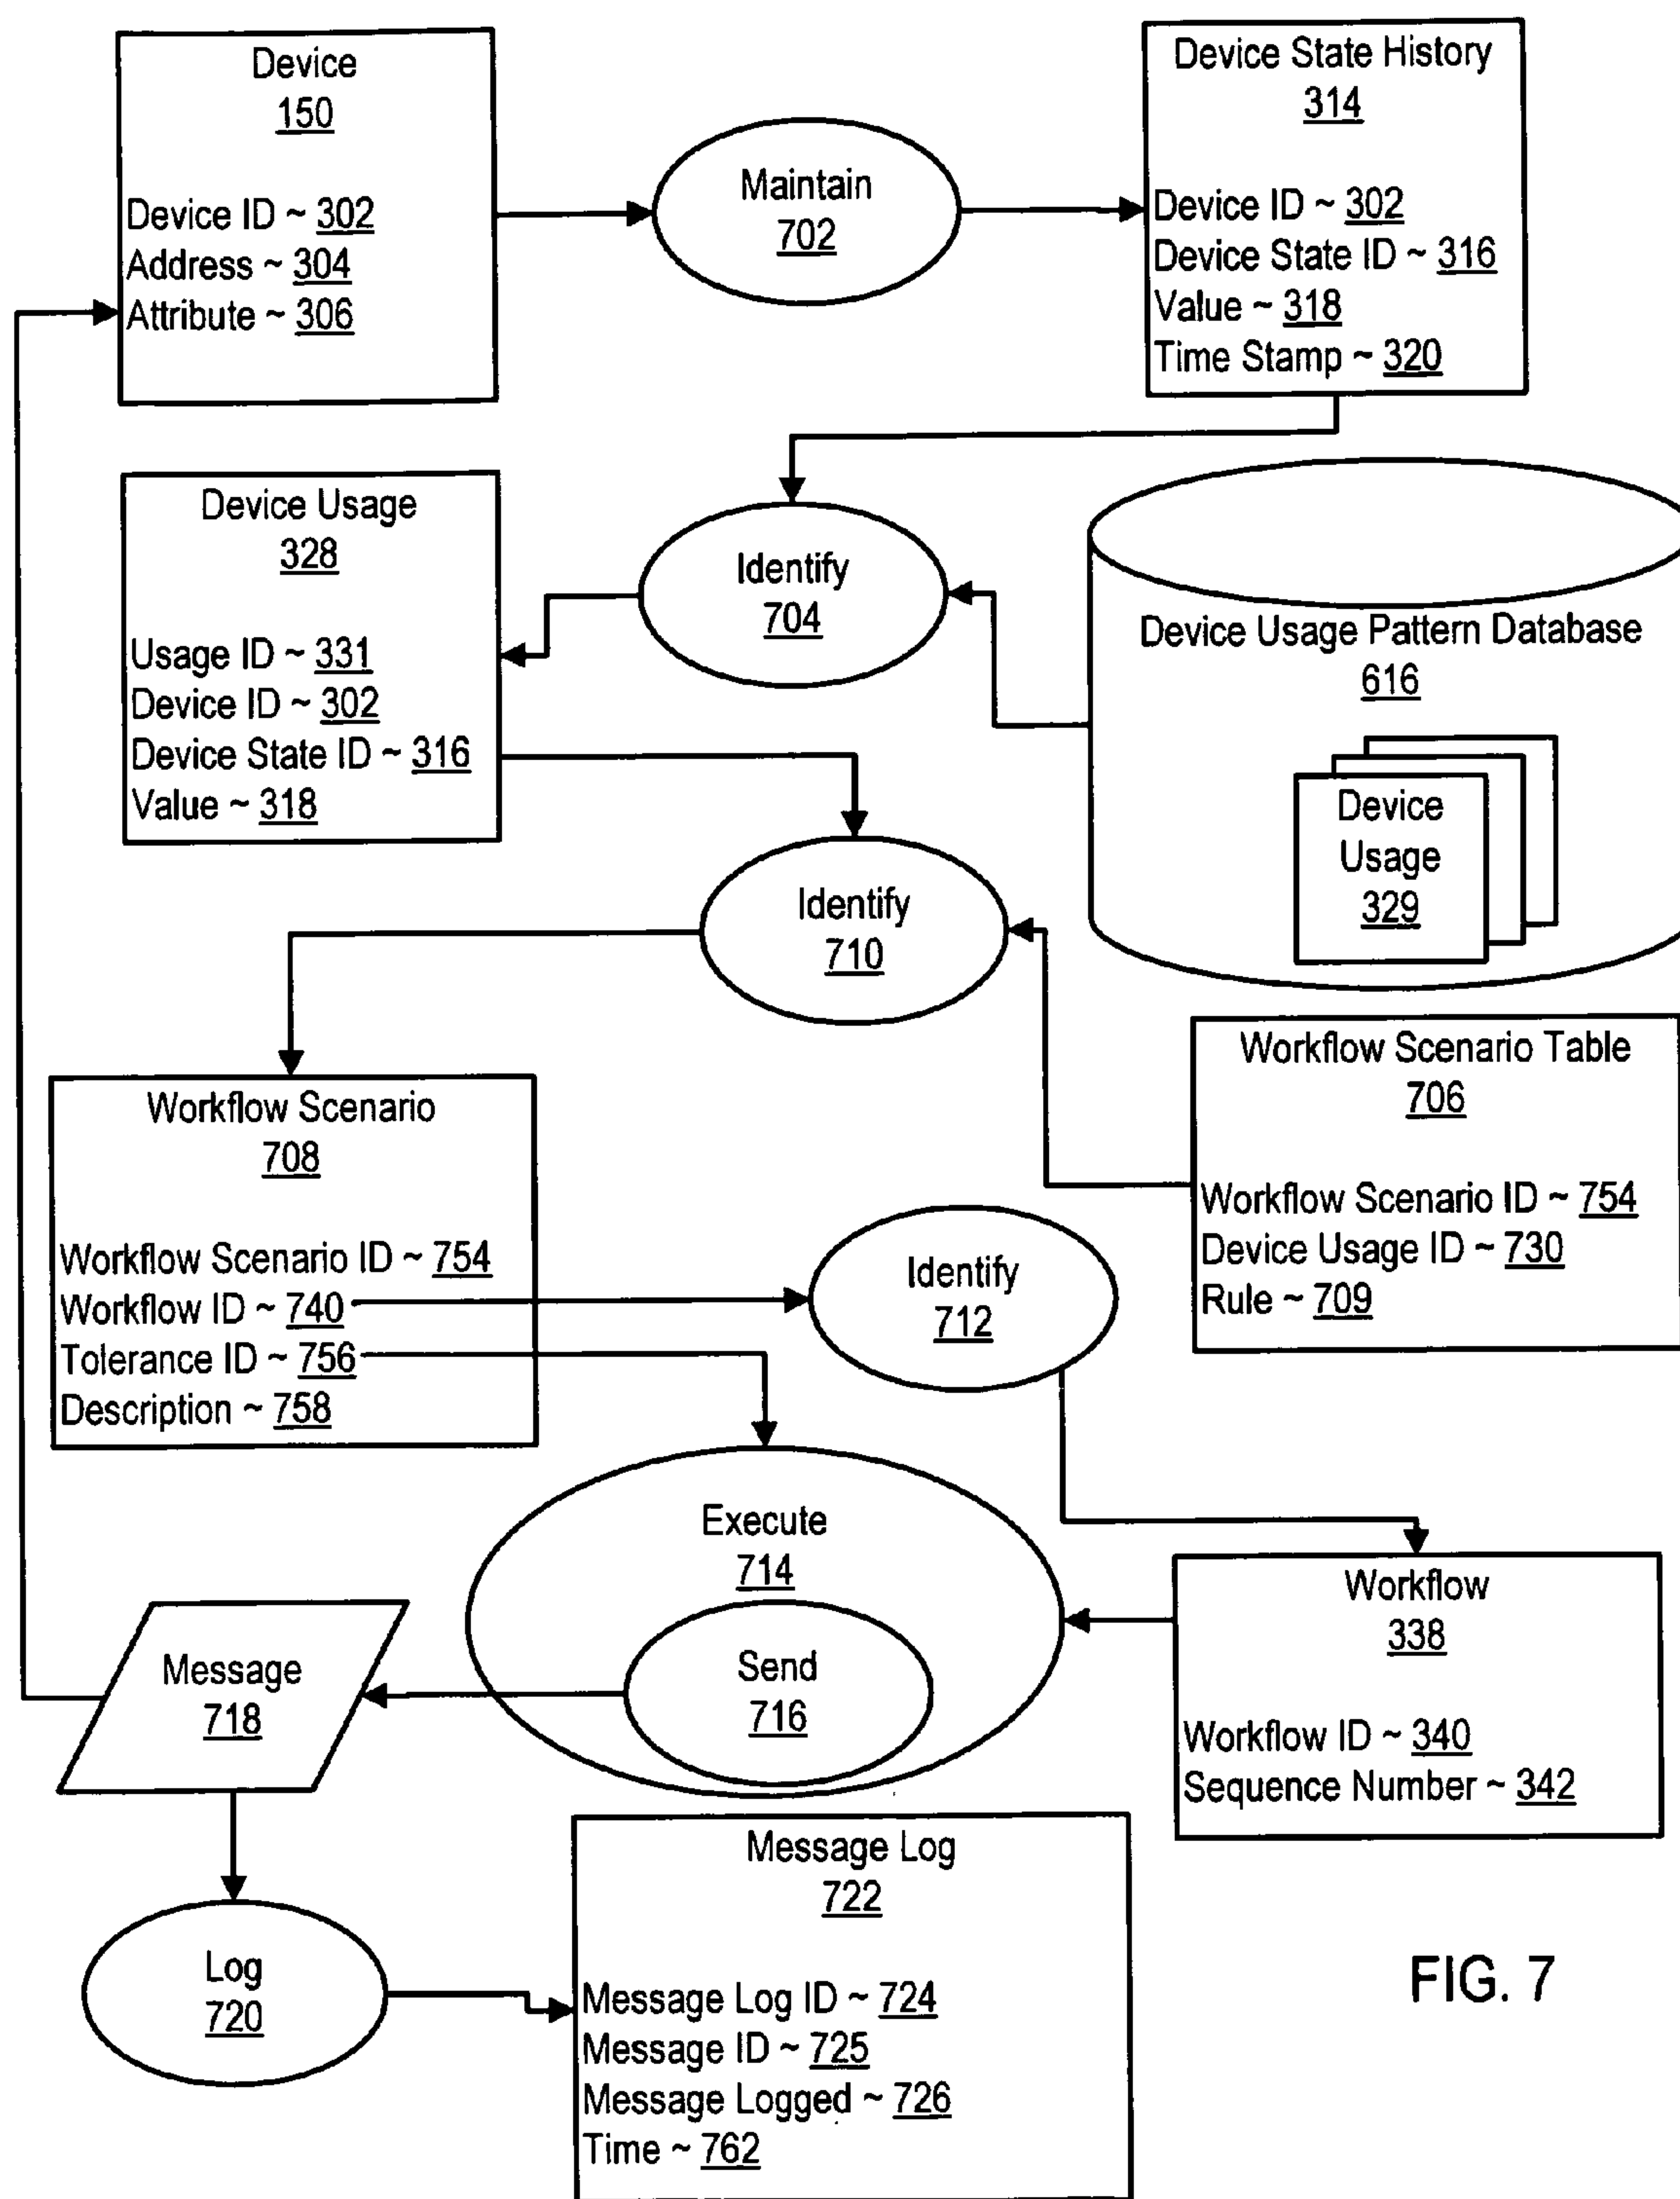 Device
150
Device ID ~ 302
Address ~ 304
Attribute ~ 306
Maintain
702
Device State History
314
Device ID ~ 302
Device State ID ~ 316
Value ~ 318
Time Stamp ~ 320
Device Usage
328
Usage ID ~ 331
Device ID ~ 302
Device State ID ~ 316
Value ~ 318
Identify
704
Device Usage Pattern Database
616
Device
Usage
329
Identify
710
Workflow Scenario Table
706
Workflow Scenario ID ~ 754
Device Usage ID ~ 730
Rule ~ 709
Workflow Scenario
708
Workflow Scenario ID ~ 754
Workflow ID ~ 740
Tolerance ID ~ 756
Description ~ 758
Identify
712
Execute
714
Send
716
Workflow
338
Workflow ID ~ 340
Sequence Number ~ 342
Message
718
Log
720
Message Log
722
Message Log ID ~ 724
Message ID ~ 725
Message Logged ~ 726
Time ~ 762
FIG. 7